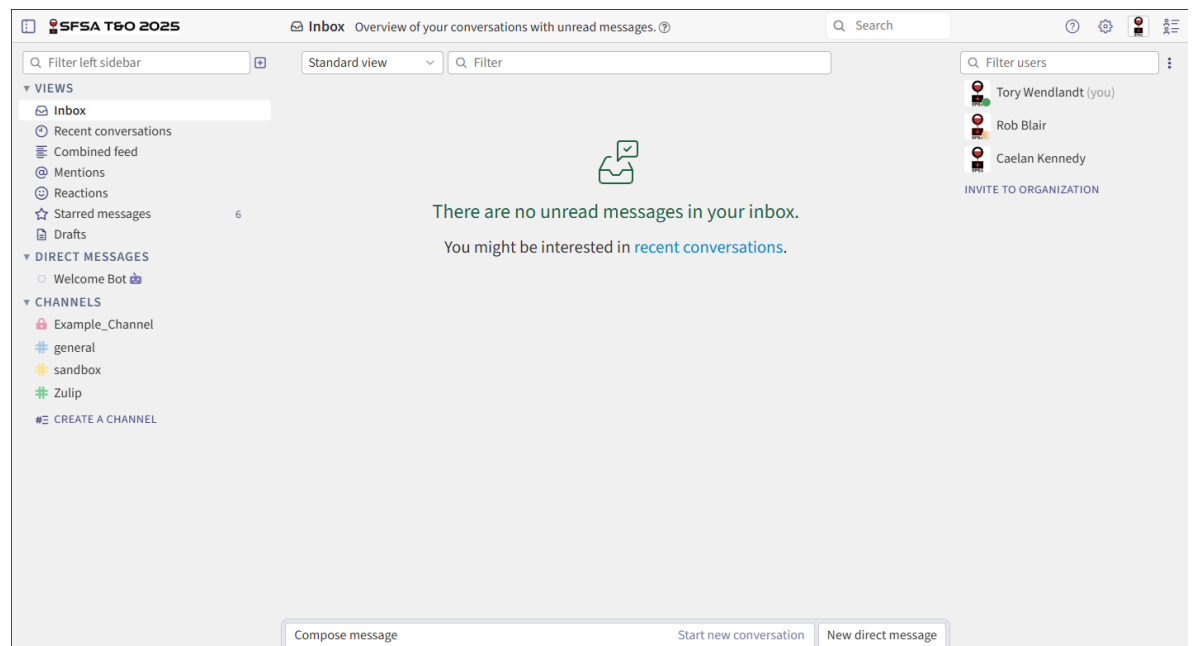 SFSA T&O 2025
Inbox Overview of your conversations with unread messages.
Search
Filter left sidebar
Standard view
Filter
Filter users
VIEWS
Inbox
Recent conversations
Combined feed
Mentions
Reactions
Starred messages 6
Drafts
DIRECT MESSAGES
Welcome Bot
CHANNELS
Example_Channel
general
sandbox
Zulip
CREATE A CHANNEL
There are no unread messages in your inbox.
You might be interested in recent conversations.
Tory Wendlandt (you)
Rob Blair
Caelan Kennedy
INVITE TO ORGANIZATION
Compose message
Start new conversation
New direct message